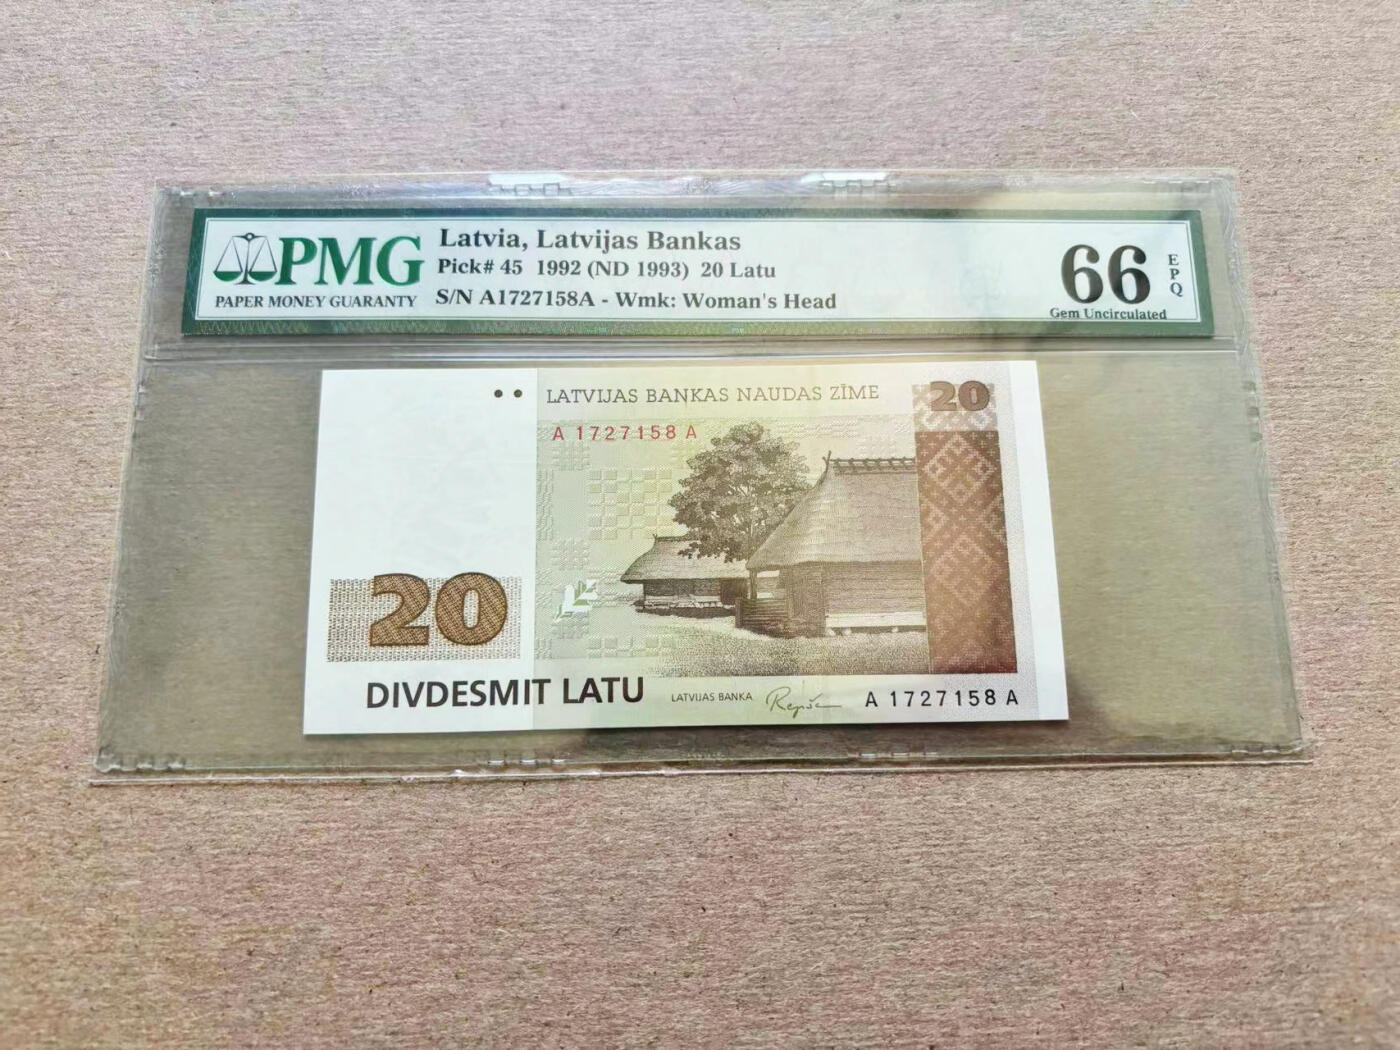 PMG
PAPER MONEY GUARANTY
Latvia, Latvijas Bankas
Pick# 45 1992 (ND 1993) 20 Latu
S/N A1727158A - Wmk: Woman's Head
66
EPQ
Gem Uncirculated
LATVIJAS BANKAS NAUDAS ZĪME
20
A 1727158 A
20
DIVDESMIT LATU
LATVIJAS BANKA
A 1727158 A